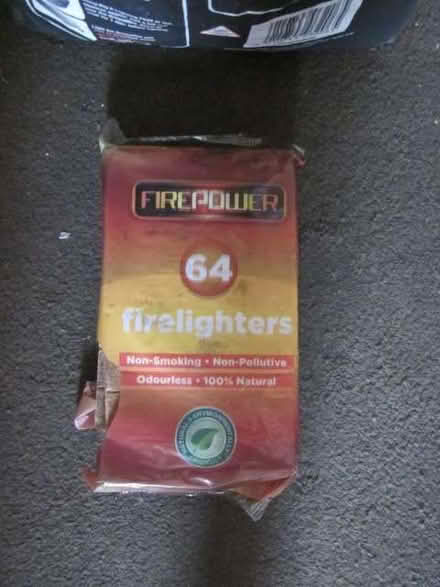 FIREPOWER
64
firelighters
Non-Smoking • Non-Pollutive
Odourless • 100% Natural